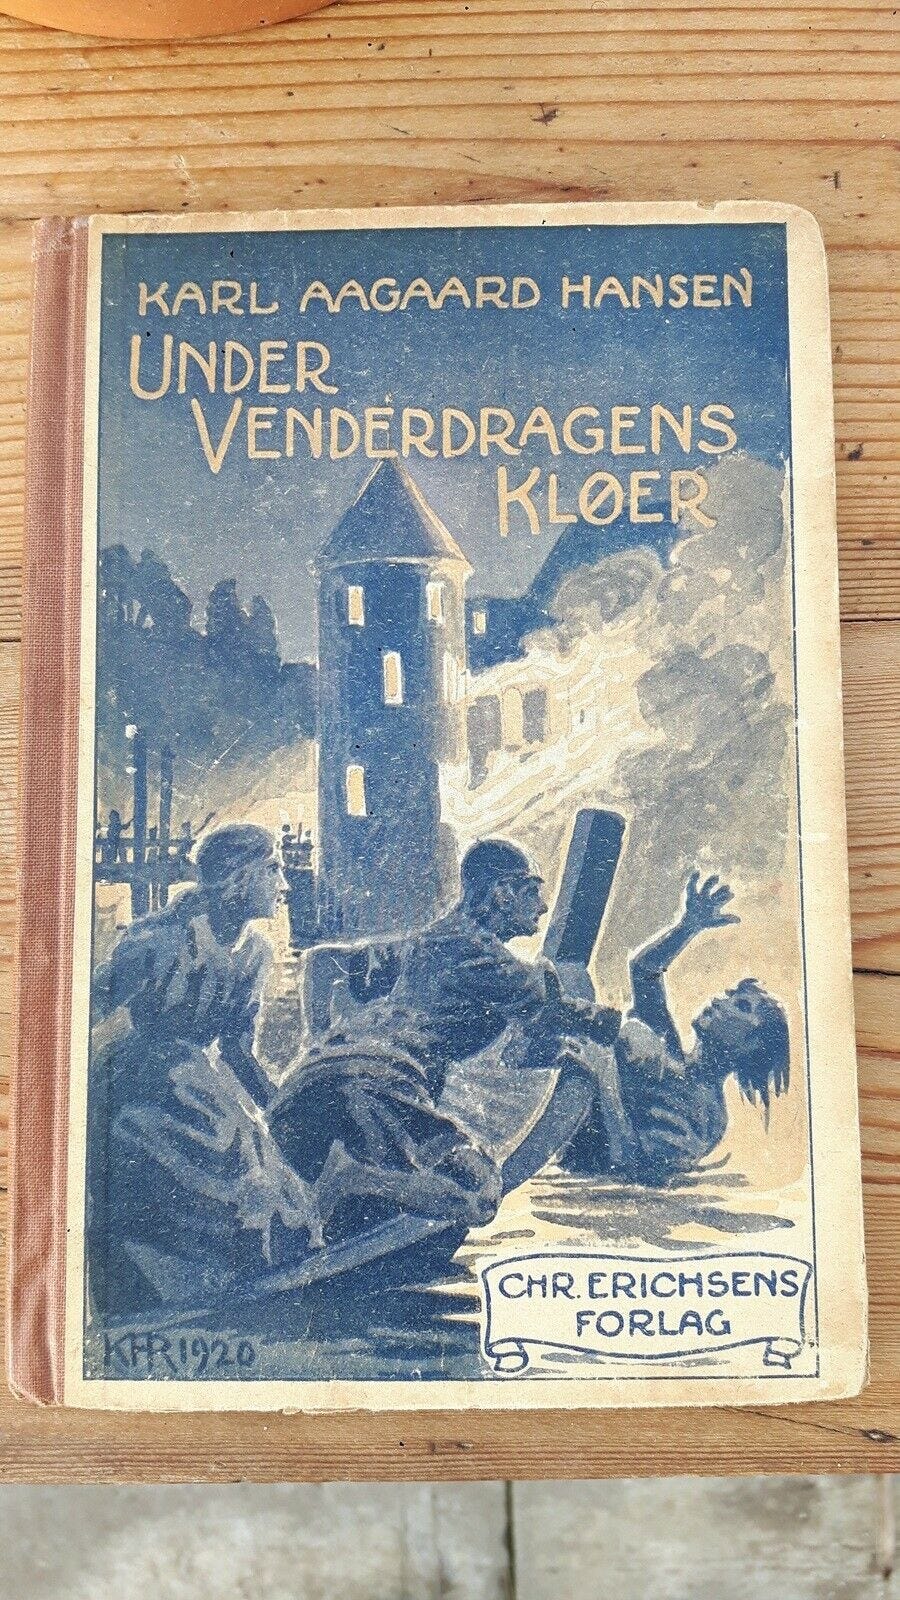 KARL AAGAARD HANSEN
UNDER
VENDERDRAGENS
KLØER
CHR. ERICHSENS
FORLAG
KHR 1920